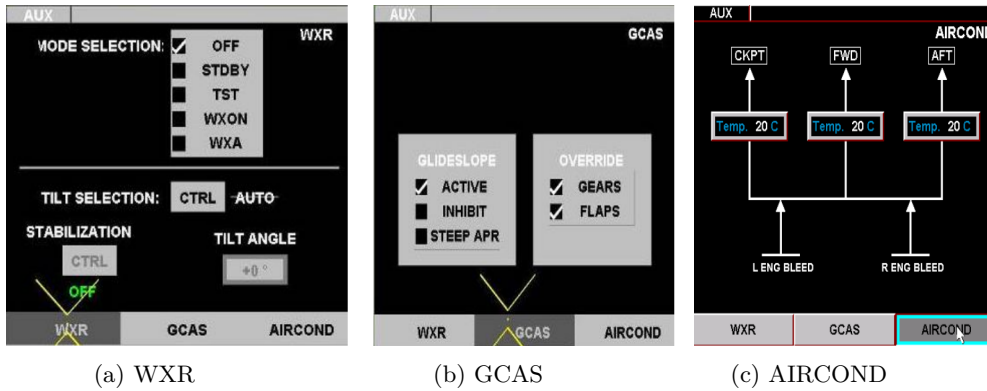 AUX
WXR
MODE SELECTION:
OFF
STDBY
TST
WXON
WXA
TILT SELECTION: CTRL AUTO
STABILIZATION
CTRL
OFF
TILT ANGLE
+0 °
WXR GCAS AIRCOND
(a) WXR
AUX
GCAS
GLIDESLOPE
ACTIVE
INHIBIT
STEEP APR
OVERRIDE
GEARS
FLAPS
WXR GCAS AIRCOND
(b) GCAS
AUX
AIRCON
CKPT FWD AFT
Temp. 20 C Temp. 20 C Temp. 20 C
L ENG BLEED R ENG BLEED
WXR GCAS AIRCOND
(c) AIRCOND